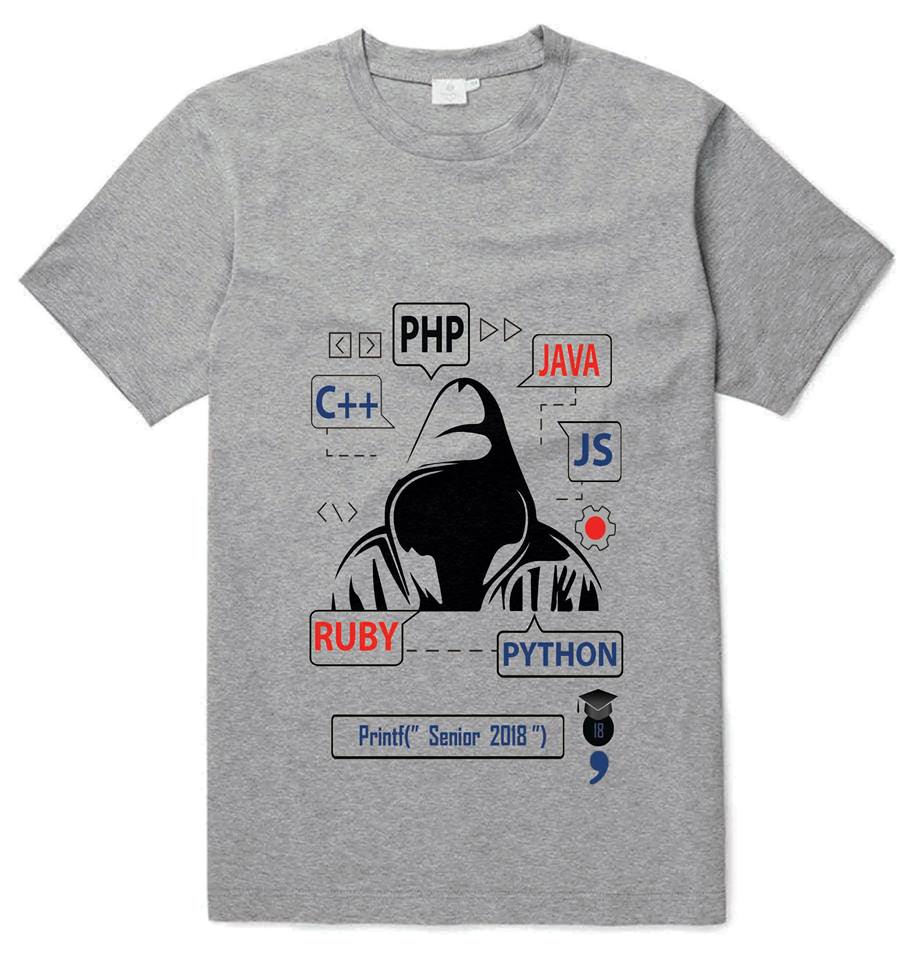 PHP
JAVA
C++
JS
<\>
RUBY
PYTHON
Printf(" Senior 2018 ")
18
;